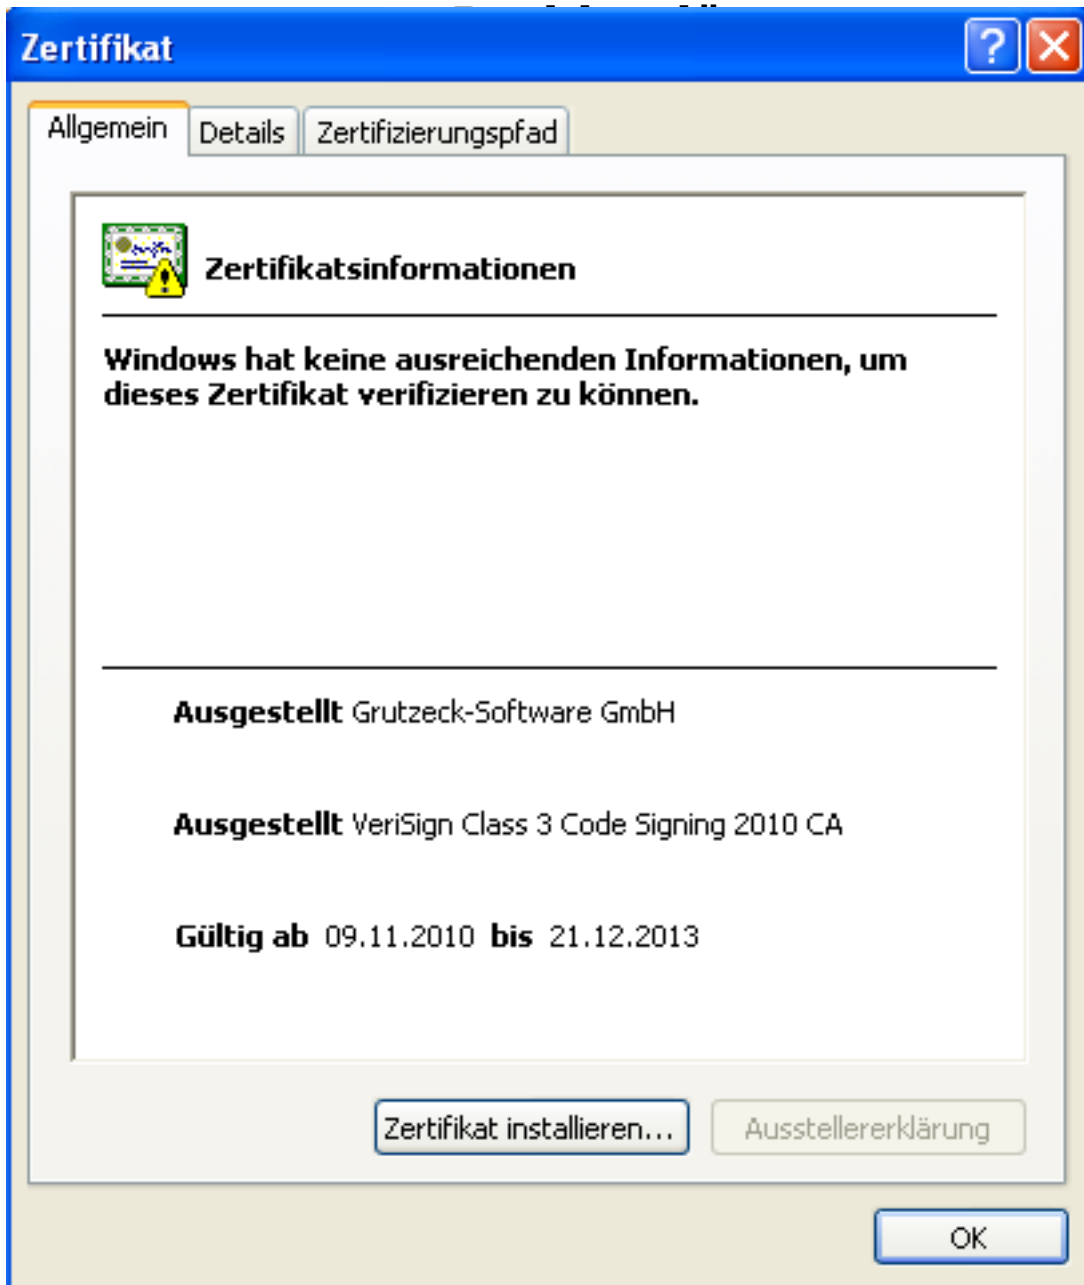 Zertifikat
Allgemein Details Zertifizierungspfad
Zertifikatsinformationen
Windows hat keine ausreichenden Informationen, um
dieses Zertifikat verifizieren zu können.
Ausgestellt Grutzeck-Software GmbH
Ausgestellt VeriSign Class 3 Code Signing 2010 CA
Gültig ab 09.11.2010 bis 21.12.2013
Zertifikat installieren... Ausstellererklärung
OK